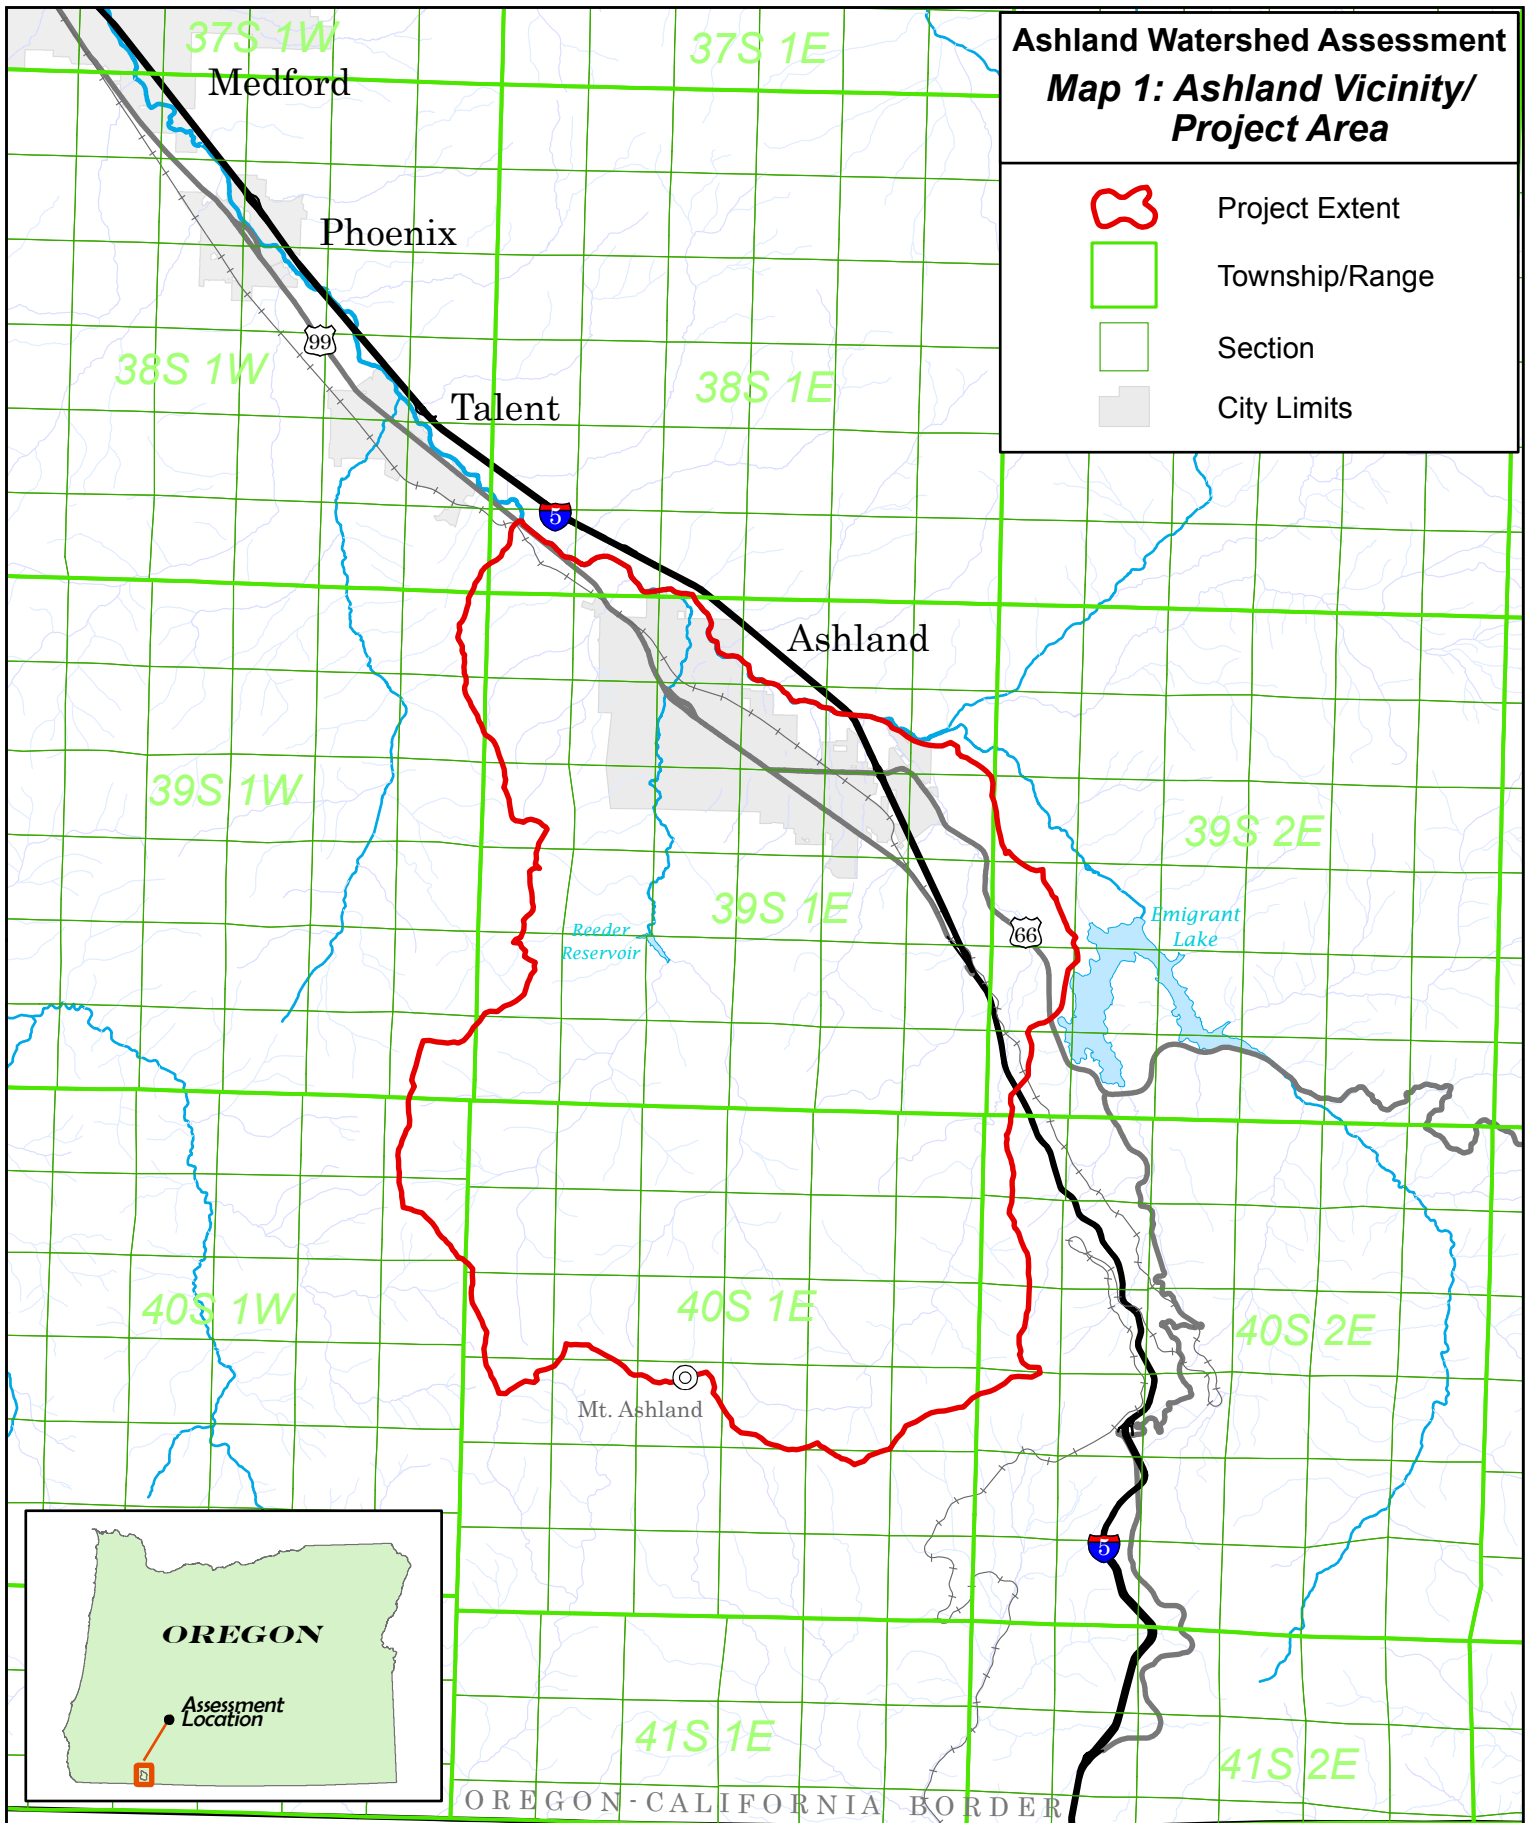 Ashland Watershed Assessment
Map 1: Ashland Vicinity/
Project Area
Project Extent
Township/Range
Section
City Limits
37S 1W
37S 1E
Medford
Phoenix
99
38S 1W
38S 1E
Talent
5
Ashland
39S 1W
39S 2E
39S 1E
Reeder
Reservoir
66
Emigrant
Lake
40S 1W
40S 1E
40S 2E
Mt. Ashland
5
OREGON
Assessment
Location
41S 1E
41S 2E
OREGON-CALIFORNIA BORDER